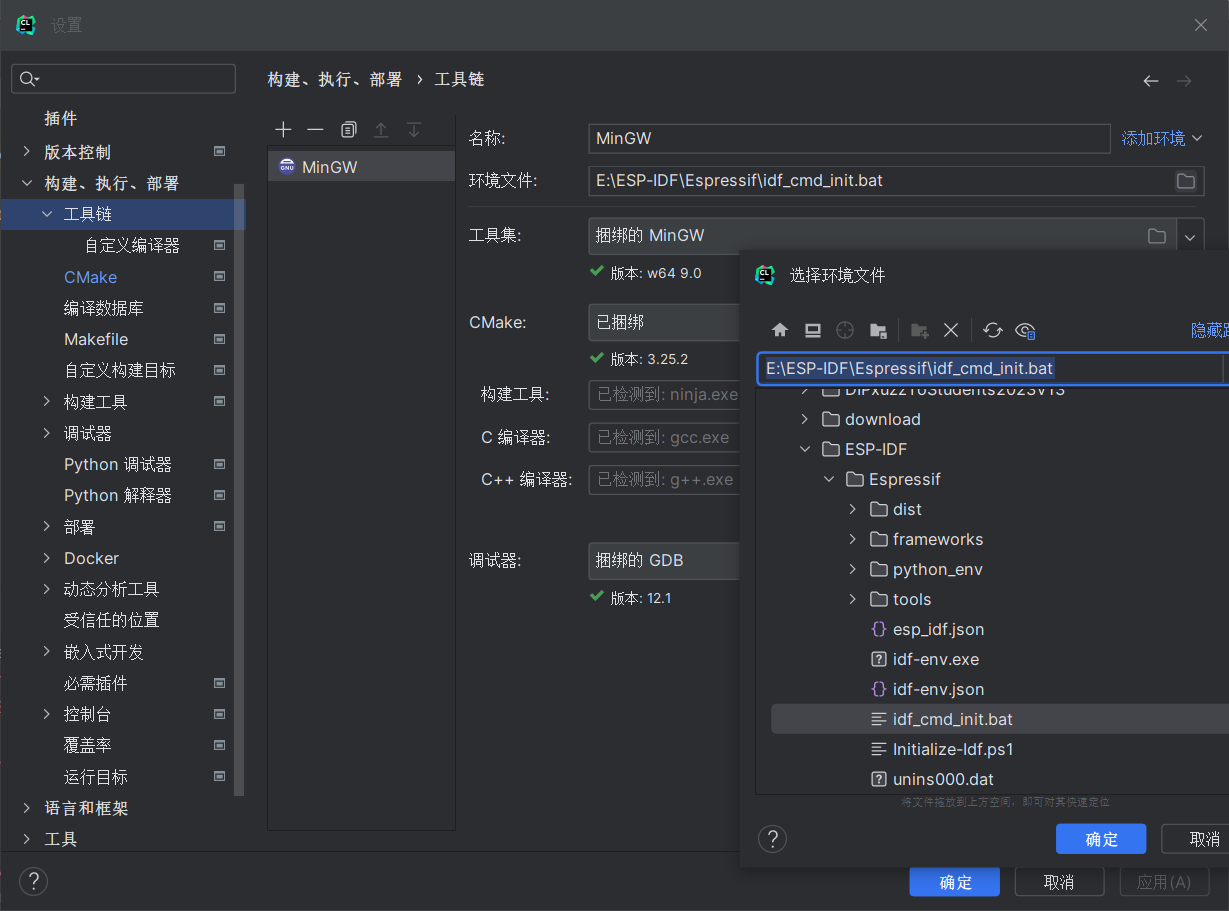 设置
构建、执行、部署 › 工具链
插件
版本控制
构建、执行、部署
工具链
自定义编译器
CMake
编译数据库
Makefile
自定义构建目标
构建工具
调试器
Python 调试器
Python 解释器
部署
Docker
动态分析工具
受信任的位置
嵌入式开发
必需插件
控制台
覆盖率
运行目标
语言和框架
工具
MinGW
名称: MinGW 添加环境
环境文件: E:\ESP-IDF\Espressif\idf_cmd_init.bat
工具集: 捆绑的 MinGW
版本: w64 9.0
CMake: 已捆绑
版本: 3.25.2
构建工具: 已检测到: ninja.exe
C 编译器: 已检测到: gcc.exe
C++ 编译器: 已检测到: g++.exe
调试器: 捆绑的 GDB
版本: 12.1
选择环境文件
隐藏路
E:\ESP-IDF\Espressif\idf_cmd_init.bat
download
ESP-IDF
Espressif
dist
frameworks
python_env
tools
esp_idf.json
idf-env.exe
idf-env.json
idf_cmd_init.bat
Initialize-Idf.ps1
unins000.dat
将文件拖放到上方空间，即可对其快速定位
? 确定 取消
? 确定 取消 应用(A)